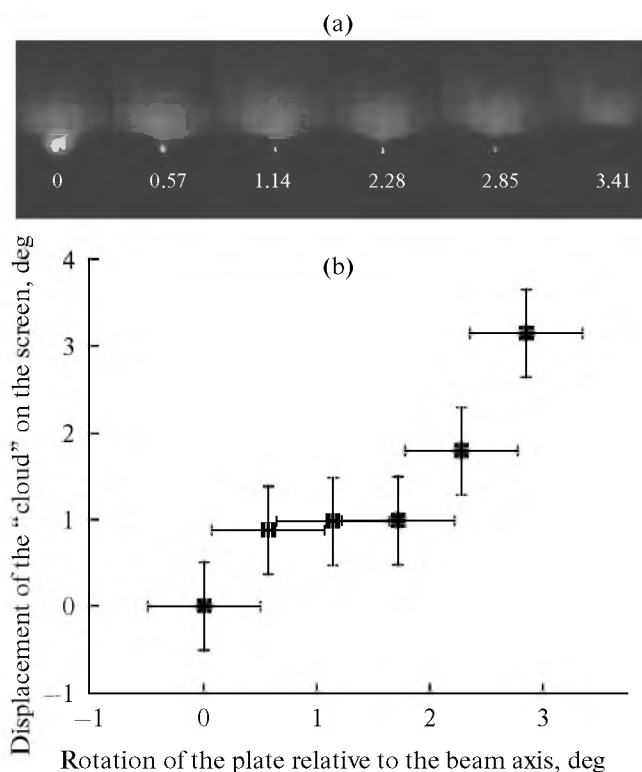 (a)
0 0.57 1.14 2.28 2.85 3.41
(b)
Displacement of the “cloud” on the screen, deg
4
3
2
1
0
−1
−1 0 1 2 3
Rotation of the plate relative to the beam axis, deg